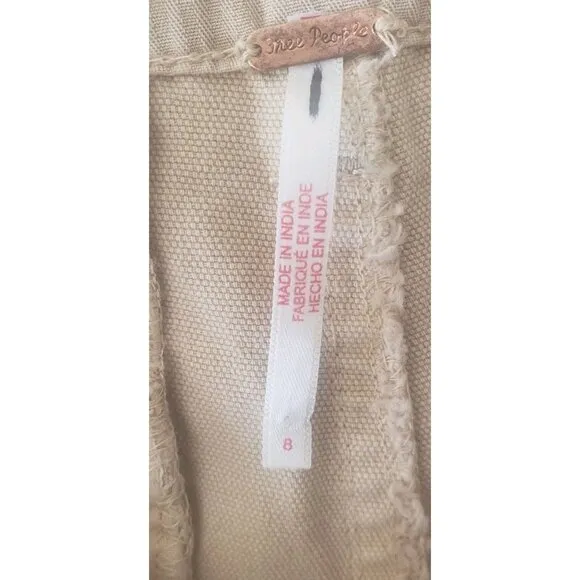 Free People
MADE IN INDIA
FABRIQUÉ EN INDE
HECHO EN INDIA
8